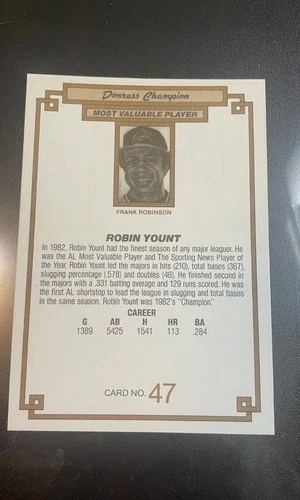 Donruss Champion
MOST VALUABLE PLAYER
FRANK ROBINSON
ROBIN YOUNT
In 1982, Robin Yount had the finest season of any major leaguer. He
was the AL Most Valuable Player and The Sporting News Player of
the Year. Robin Yount led the majors in hits (210), total bases (367),
slugging percentage (.578) and doubles (46). He finished second in
the majors with a .331 batting average and 129 runs scored. He was
the first AL shortstop to lead the league in slugging and total bases
in the same season. Robin Yount was 1982's "Champion."
CAREER
G AB H HR BA
1389 5425 1541 113 .284
CARD NO. 47